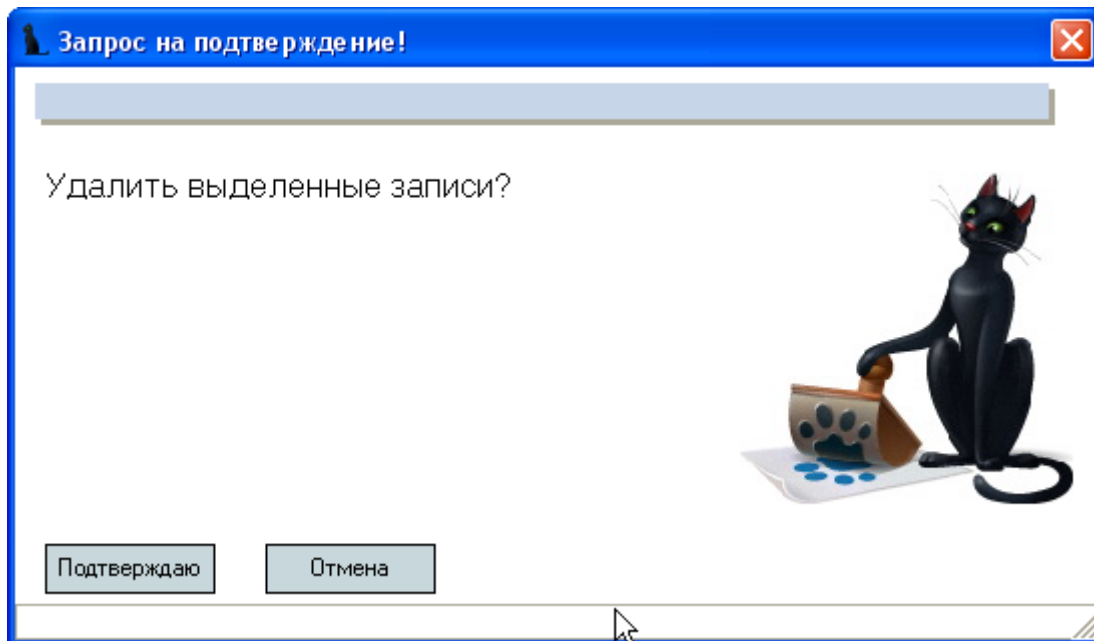 Запрос на подтверждение!
Удалить выделенные записи?
Подтверждаю
Отмена